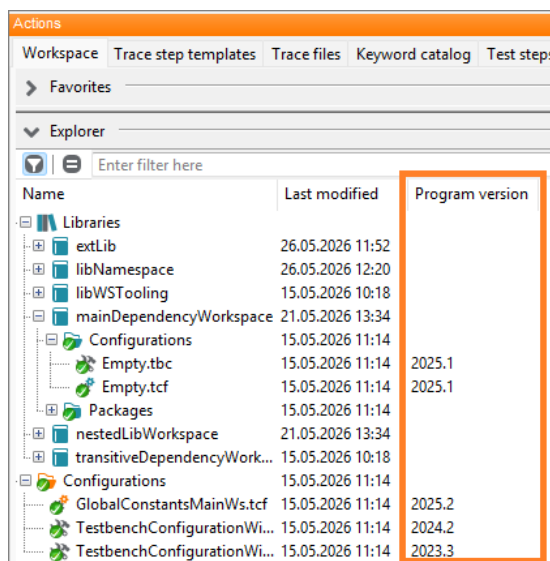 Actions
Workspace Trace step templates Trace files Keyword catalog Test steps
Favorites
Explorer
Enter filter here
Name Last modified Program version
Libraries
extLib 26.05.2026 11:52
libNamespace 26.05.2026 12:20
libWSTooling 15.05.2026 10:18
mainDependencyWorkspace 21.05.2026 13:34
Configurations 15.05.2026 11:14
Empty.tbc 15.05.2026 11:14 2025.1
Empty.tcf 15.05.2026 11:14 2025.1
Packages 15.05.2026 11:14
nestedLibWorkspace 21.05.2026 13:34
transitiveDependencyWork... 15.05.2026 10:18
Configurations 15.05.2026 11:14
GlobalConstantsMainWs.tcf 15.05.2026 11:14 2025.2
TestbenchConfigurationWi... 15.05.2026 11:14 2024.2
TestbenchConfigurationWi... 15.05.2026 11:14 2023.3